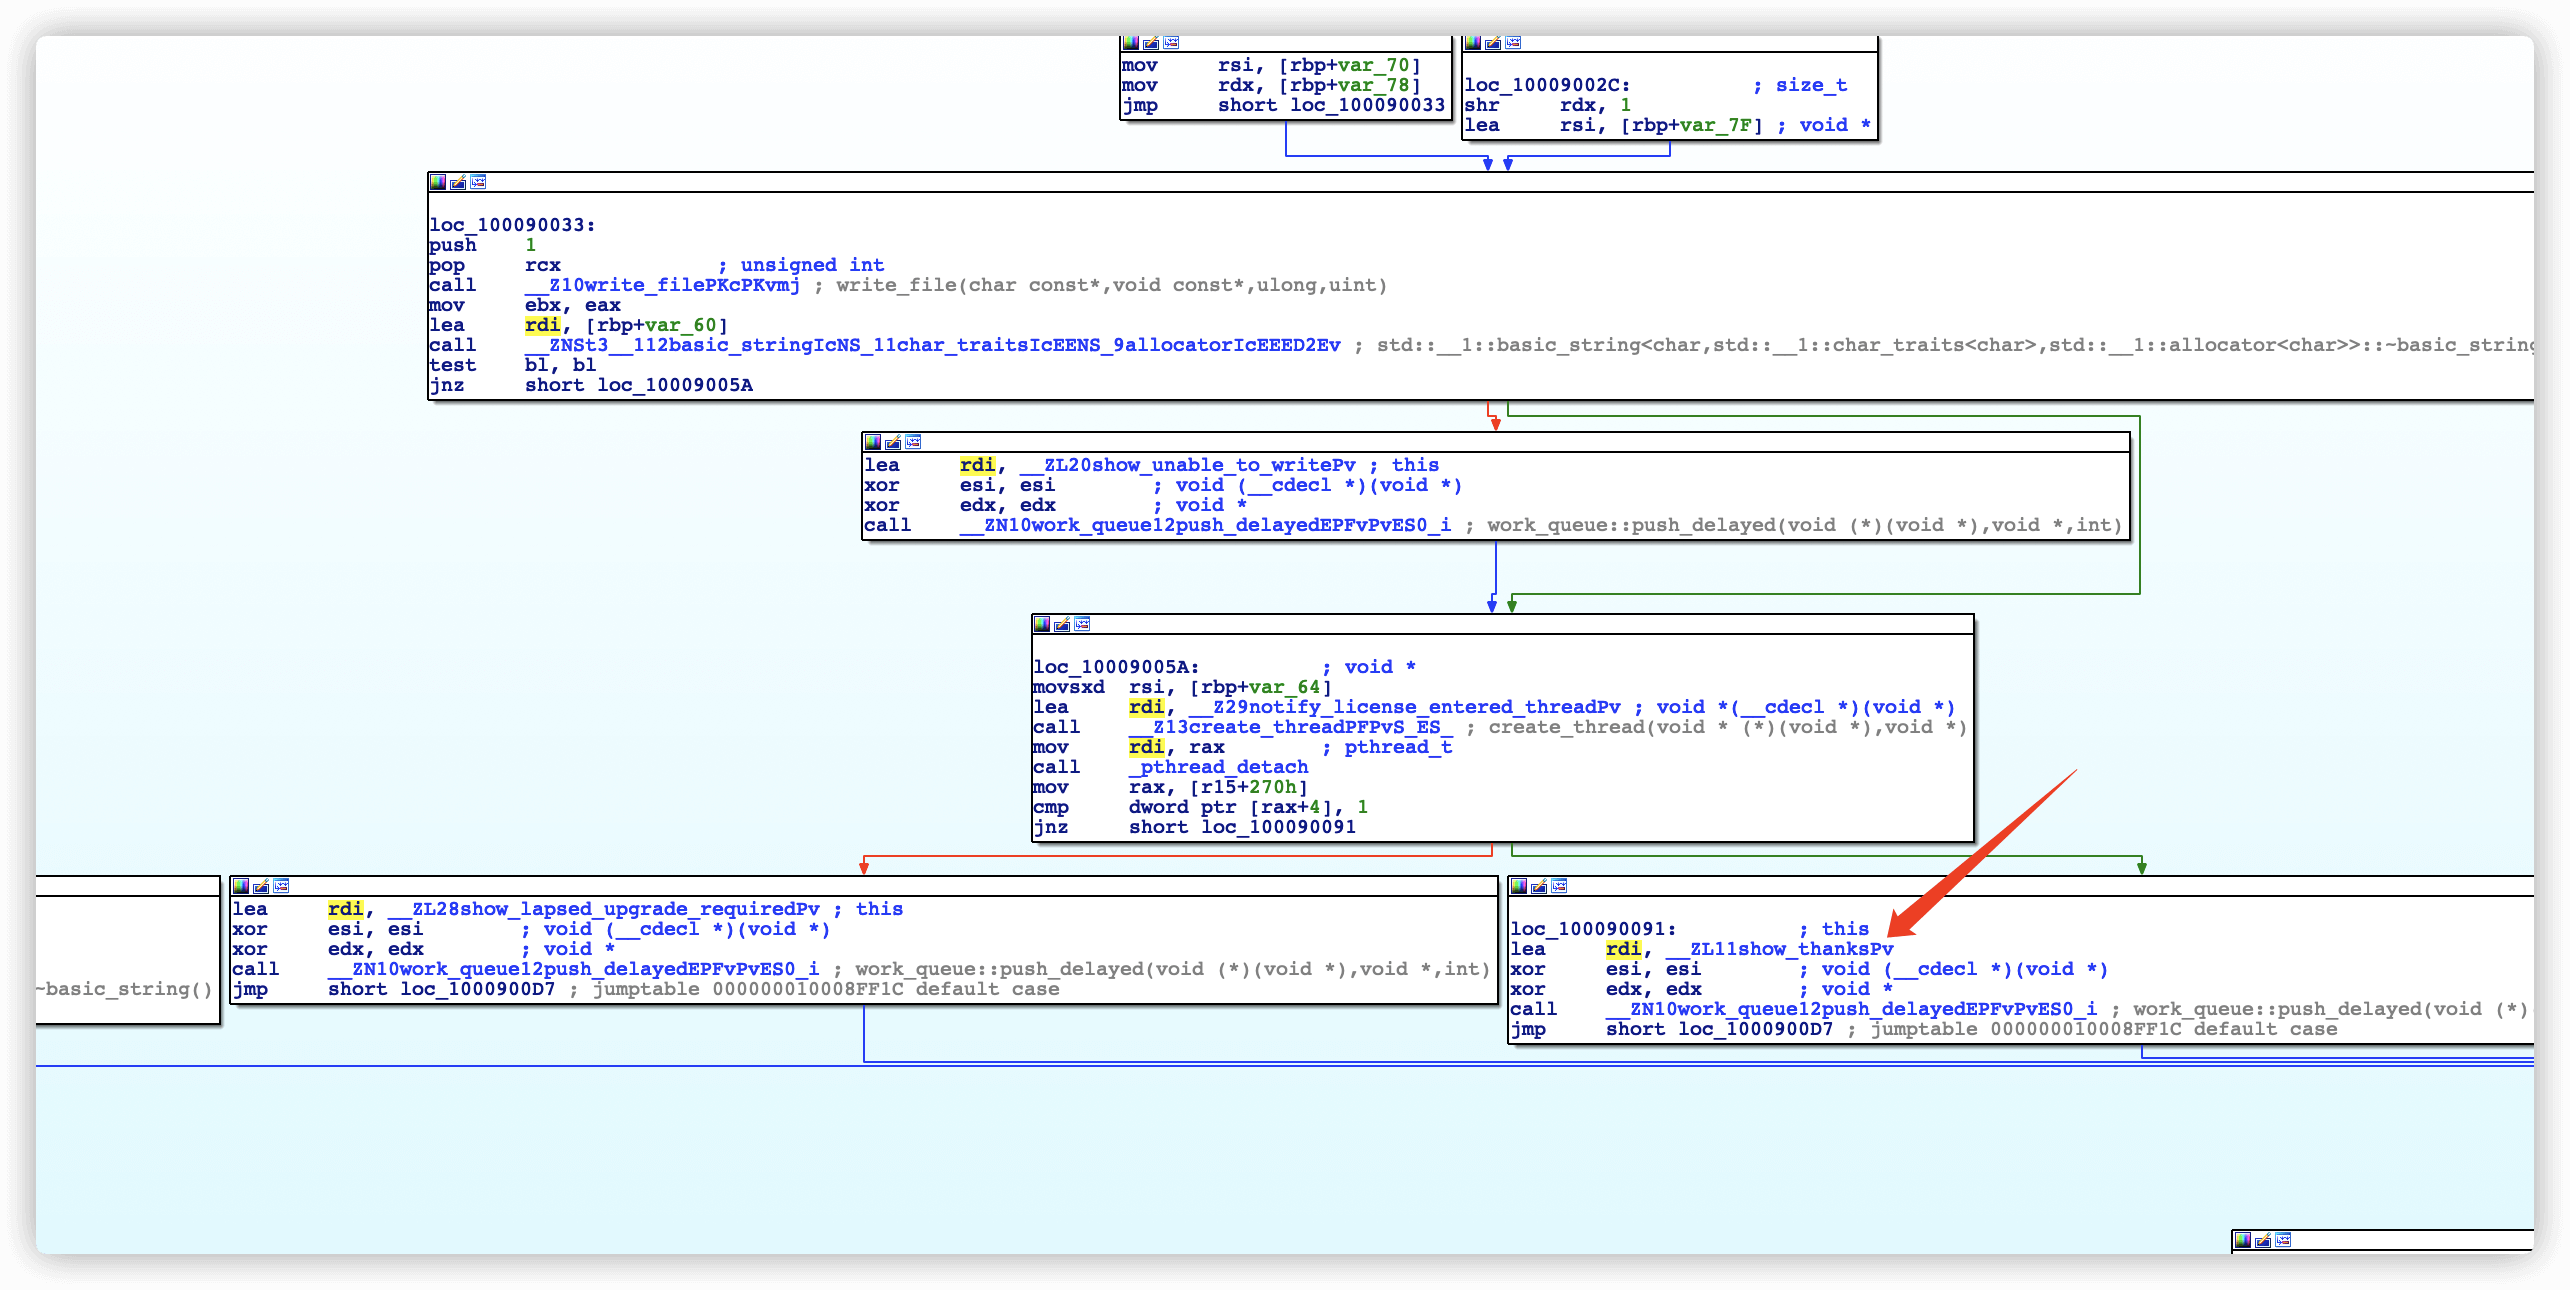 mov rsi, [rbp+var_70]
mov rdx, [rbp+var_78]
jmp short loc_100090033
loc_10009002C: ; size_t
shr rdx, 1
lea rsi, [rbp+var_7F] ; void *
loc_100090033:
push 1
pop rcx ; unsigned int
call __Z10write_filePKcPKvmj ; write_file(char const*,void const*,ulong,uint)
mov ebx, eax
lea rdi, [rbp+var_60]
call __ZNSt3__112basic_stringIcNS_11char_traitsIcEENS_9allocatorIcEEED2Ev ; std::__1::basic_string<char,std::__1::char_traits<char>,std::__1::allocator<char>>::~basic_string
test bl, bl
jnz short loc_10009005A
lea rdi, __ZL20show_unable_to_writePv ; this
xor esi, esi ; void (__cdecl *)(void *)
xor edx, edx ; void *
call __ZN10work_queue12push_delayedEPFvPvES0_i ; work_queue::push_delayed(void (*)(void *),void *,int)
loc_10009005A: ; void *
movsxd rsi, [rbp+var_64]
lea rdi, __Z29notify_license_entered_threadPv ; void *(__cdecl *)(void *)
call __Z13create_threadPFPvS_ES_ ; create_thread(void * (*)(void *),void *)
mov rdi, rax ; pthread_t
call _pthread_detach
mov rax, [r15+270h]
cmp dword ptr [rax+4], 1
jnz short loc_100090091
~basic_string()
lea rdi, __ZL28show_lapsed_upgrade_requiredPv ; this
xor esi, esi ; void (__cdecl *)(void *)
xor edx, edx ; void *
call __ZN10work_queue12push_delayedEPFvPvES0_i ; work_queue::push_delayed(void (*)(void *),void *,int)
jmp short loc_1000900D7 ; jumptable 000000010008FF1C default case
loc_100090091: ; this
lea rdi, __ZL11show_thanksPv
xor esi, esi ; void (__cdecl *)(void *)
xor edx, edx ; void *
call __ZN10work_queue12push_delayedEPFvPvES0_i ; work_queue::push_delayed(void (*)
jmp short loc_1000900D7 ; jumptable 000000010008FF1C default case